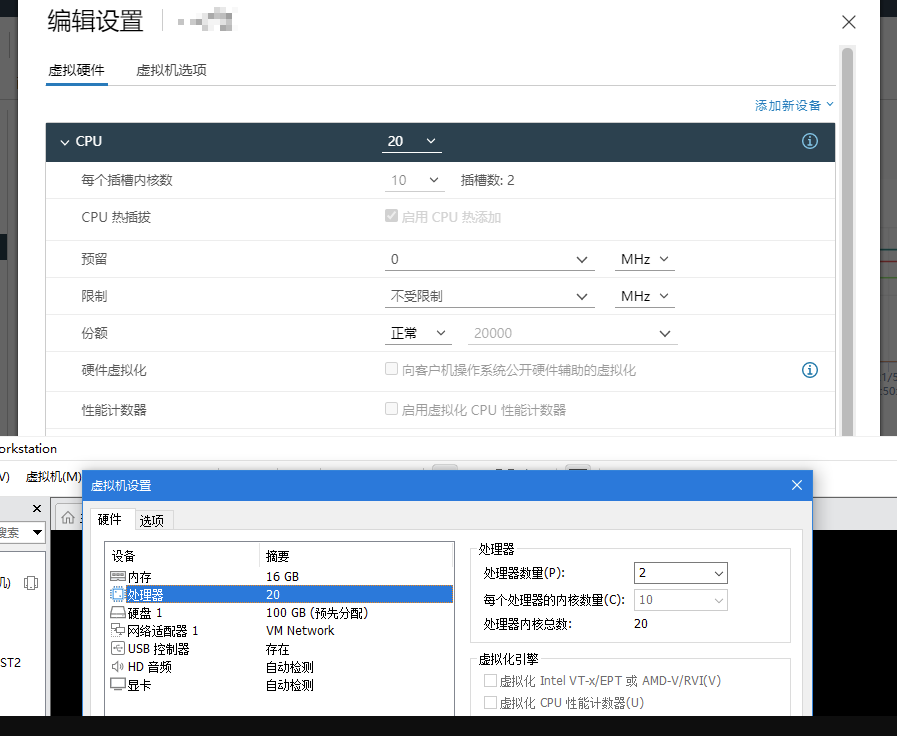 编辑设置
虚拟硬件 虚拟机选项
添加新设备
CPU 20
每个插槽内核数 10 插槽数: 2
CPU 热插拔 启用 CPU 热添加
预留 0 MHz
限制 不受限制 MHz
份额 正常 20000
硬件虚拟化 向客户机操作系统公开硬件辅助的虚拟化
1/5
:50:
性能计数器 启用虚拟化 CPU 性能计数器
orkstation
V) 虚拟机(M)
虚拟机设置
硬件 选项
搜索
机)
ST2
设备 摘要
内存 16 GB
处理器 20
硬盘 1 100 GB (预先分配)
网络适配器 1 VM Network
USB 控制器 存在
HD 音频 自动检测
显卡 自动检测
处理器
处理器数量(P): 2
每个处理器的内核数量(C): 10
处理器内核总数: 20
虚拟化引擎
虚拟化 Intel VT-x/EPT 或 AMD-V/RVI(V)
虚拟化 CPU 性能计数器(U)